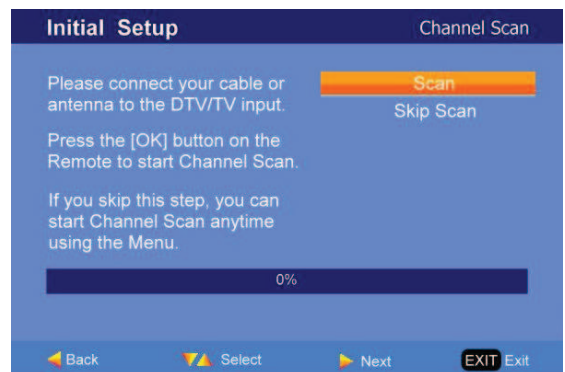 Initial Setup
Channel Scan
Please connect your cable or
antenna to the DTV/TV input.
Press the [OK] button on the
Remote to start Channel Scan.
If you skip this step, you can
start Channel Scan anytime
using the Menu.
Scan
Skip Scan
0%
Back Select Next EXIT Exit